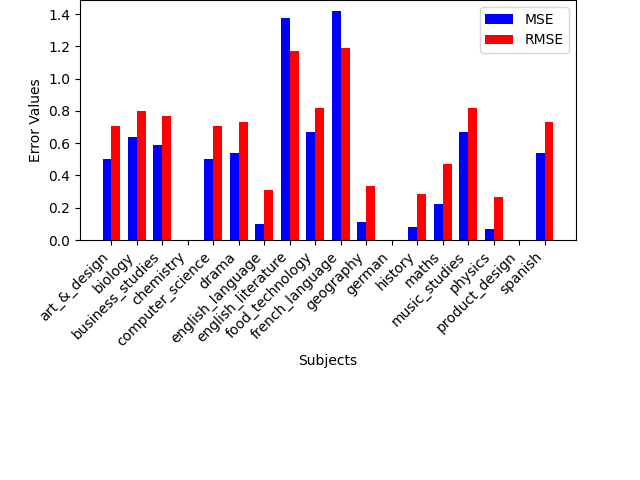 MSE
RMSE
Error Values
1.4
1.2
1.0
0.8
0.6
0.4
0.2
0.0
art_&_design
biology
business_studies
chemistry
computer_science
drama
english_language
english_literature
food_technology
french_language
geography
german
history
maths
music_studies
physics
product_design
spanish
Subjects